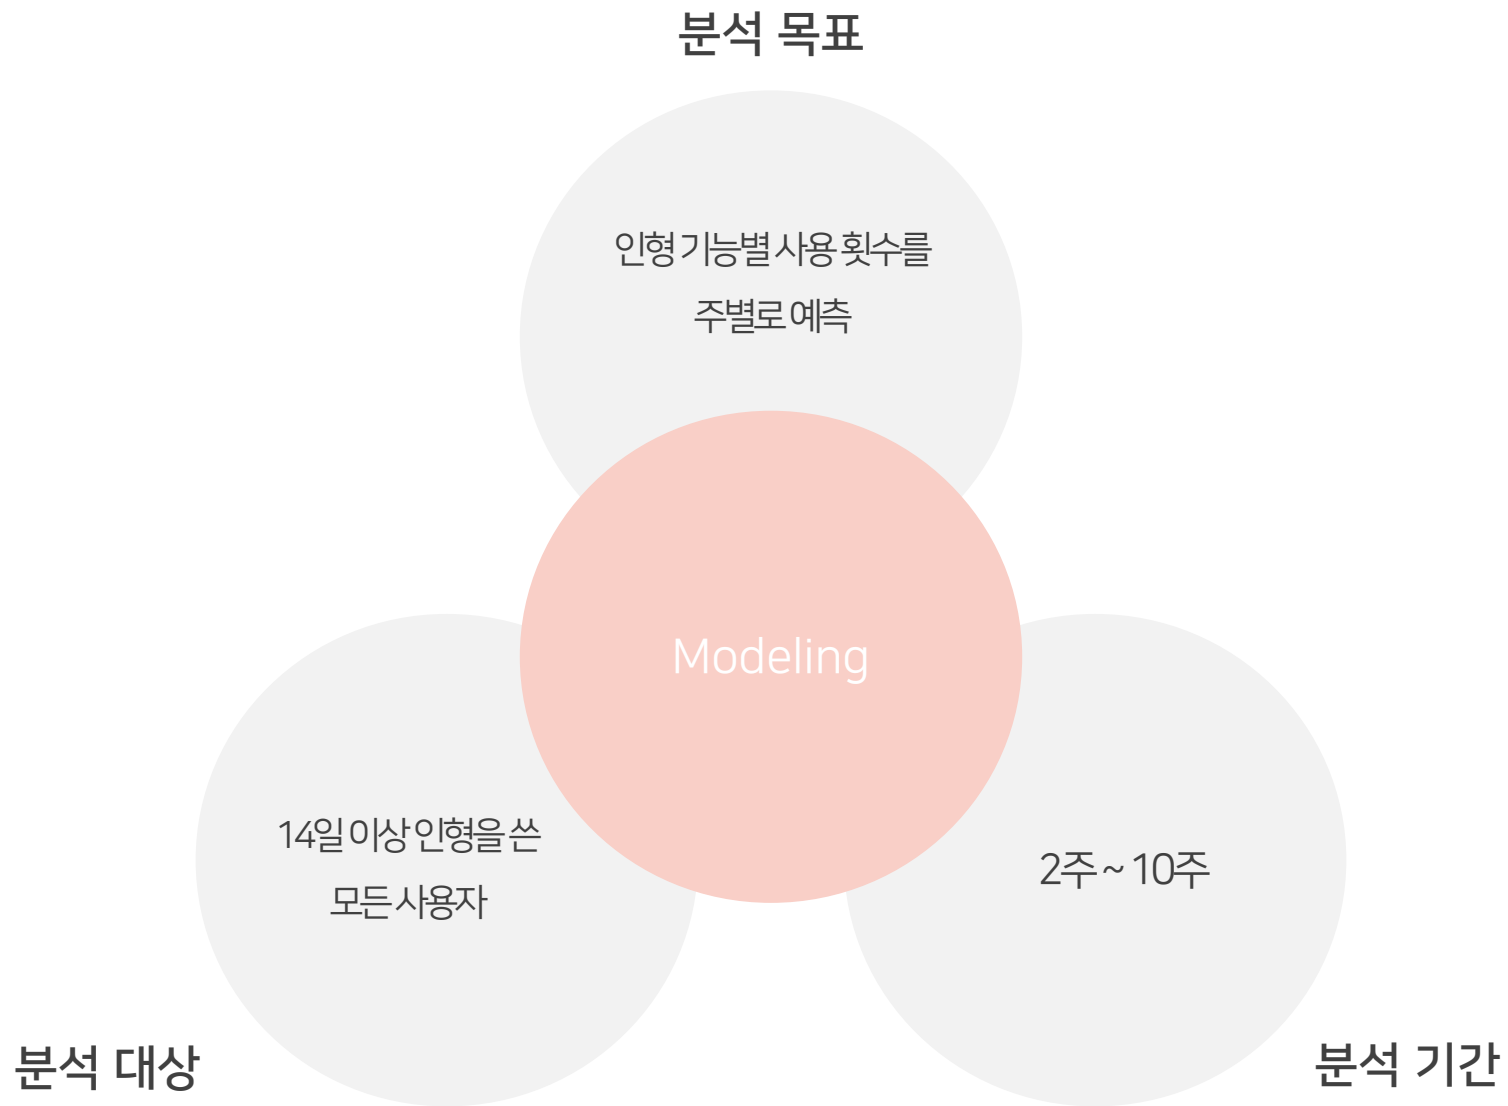 분석 목표
인형 기능별 사용 횟수를
주별로 예측
Modeling
14일 이상 인형을 쓴
모든 사용자
2주 ~ 10주
분석 대상
분석 기간